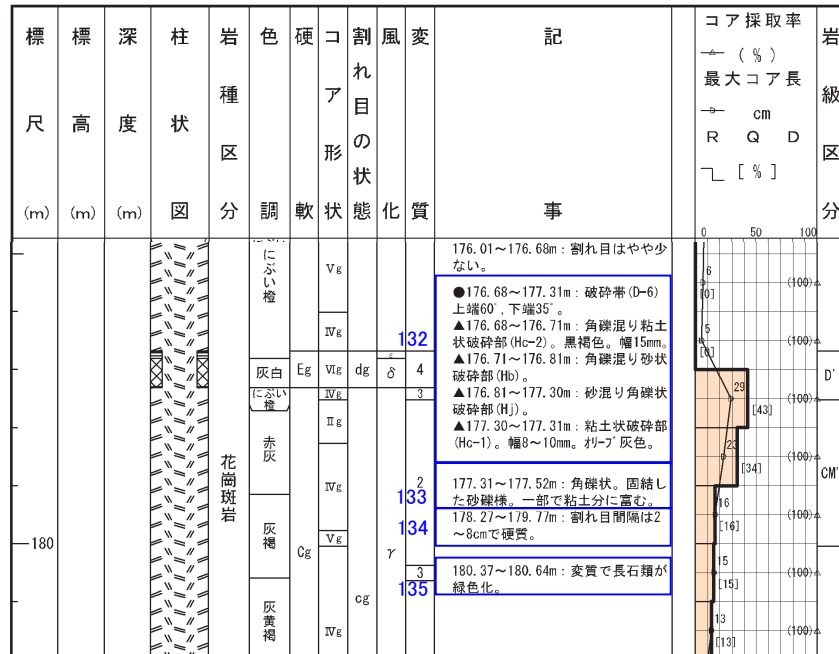 標尺(m)
標高(m)
深度(m)
柱状図
岩種区分
色調
硬軟
コア形状
割れ目の状態
風化
変質
記事
コア採取率
(%)
最大コア長
cm
R Q D
[%]
岩級区分
0 50 100
にぶい橙
Ⅴg
Ⅳg
132
176.01～176.68m：割れ目はやや少
ない。
●176.68～177.31m：破砕帯(D-6)
上端60°，下端35°。
▲176.68～176.71m：角礫混り粘土
状破砕部(Hc-2)。黒褐色。幅15mm。
▲176.71～176.81m：角礫混り砂状
破砕部(Hb)。
▲176.81～177.30m：砂混り角礫状
破砕部(Hj)。
▲177.30～177.31m：粘土状破砕部
(Hc-1)。幅8～10mm。ｵﾘｰﾌﾞ灰色。
6
[0]
(100)
5
[0]
(100)
灰白
Eg
Ⅵg
dg
δ
4
D'
にぶい橙
Ⅳg
3
29
[43]
(100)
赤灰
Ⅱg
23
[34]
(100)
CM'
花崗斑岩
Ⅳg
2
133
177.31～177.52m：角礫状。固結し
た砂礫様。一部で粘土分に富む。
16
[16]
(100)
134
178.27～179.77m：割れ目間隔は2
～8cmで硬質。
180
灰褐
Cg
Ⅴg
γ
3
135
180.37～180.64m：変質で長石類が
緑色化。
15
[15]
(100)
灰黄褐
Ⅳg
cg
13
[13]
(100)